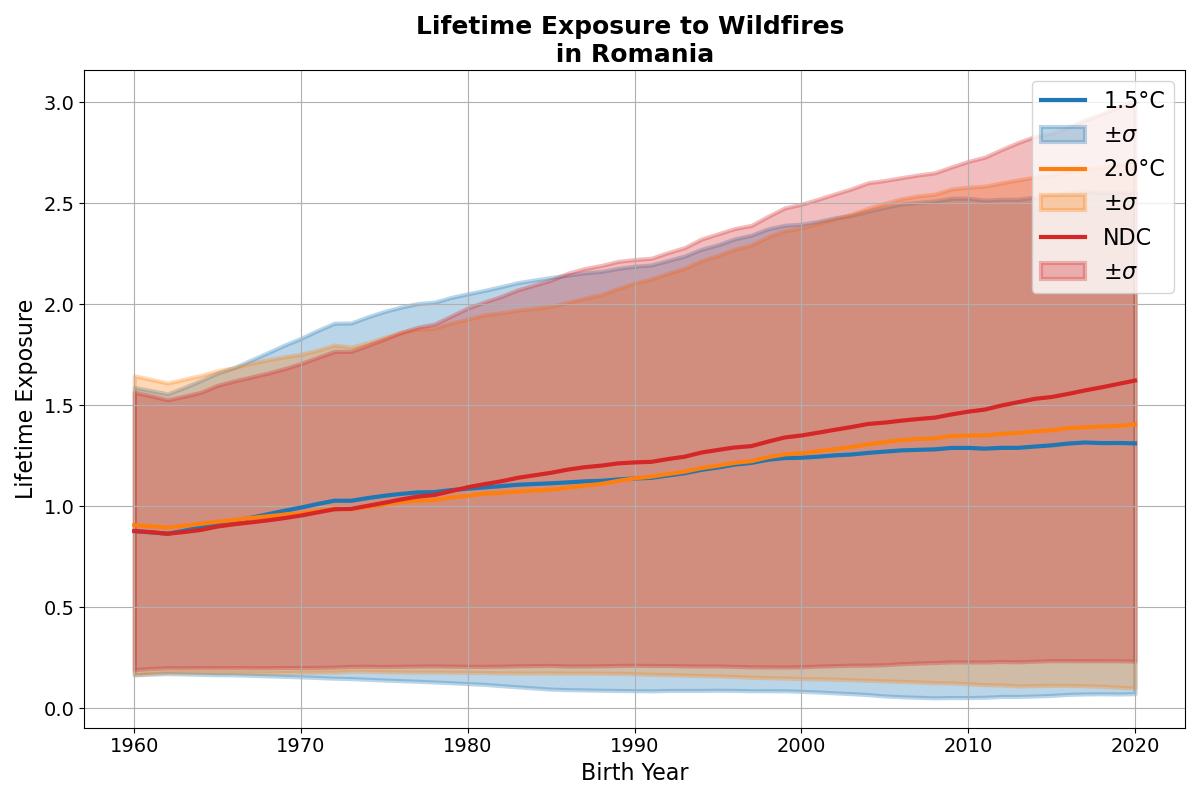 Lifetime Exposure to Wildfires
in Romania
Lifetime Exposure
3.0
2.5
2.0
1.5
1.0
0.5
0.0
1960
1970
1980
1990
2000
2010
2020
Birth Year
1.5°C
±σ
2.0°C
±σ
NDC
±σ